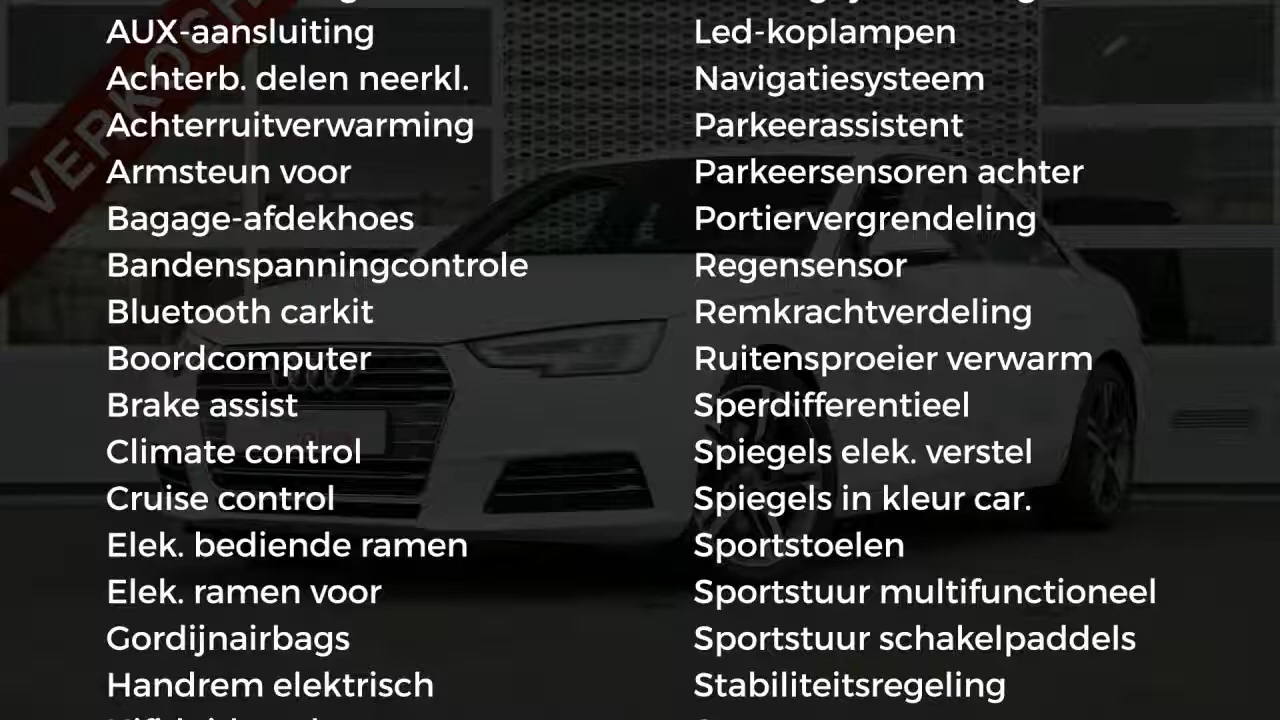 AUX-aansluiting
Achterb. delen neerkl.
Achterruitverwarming
Armsteun voor
Bagage-afdekhoes
Bandenspanningcontrole
Bluetooth carkit
Boordcomputer
Brake assist
Climate control
Cruise control
Elek. bediende ramen
Elek. ramen voor
Gordijnairbags
Handrem elektrisch
Led-koplampen
Navigatiesysteem
Parkeerassistent
Parkeersensoren achter
Portiervergrendeling
Regensensor
Remkrachtverdeling
Ruitensproeier verwarm
Sperdifferentieel
Spiegels elek. verstel
Spiegels in kleur car.
Sportstoelen
Sportstuur multifunctioneel
Sportstuur schakelpaddels
Stabiliteitsregeling